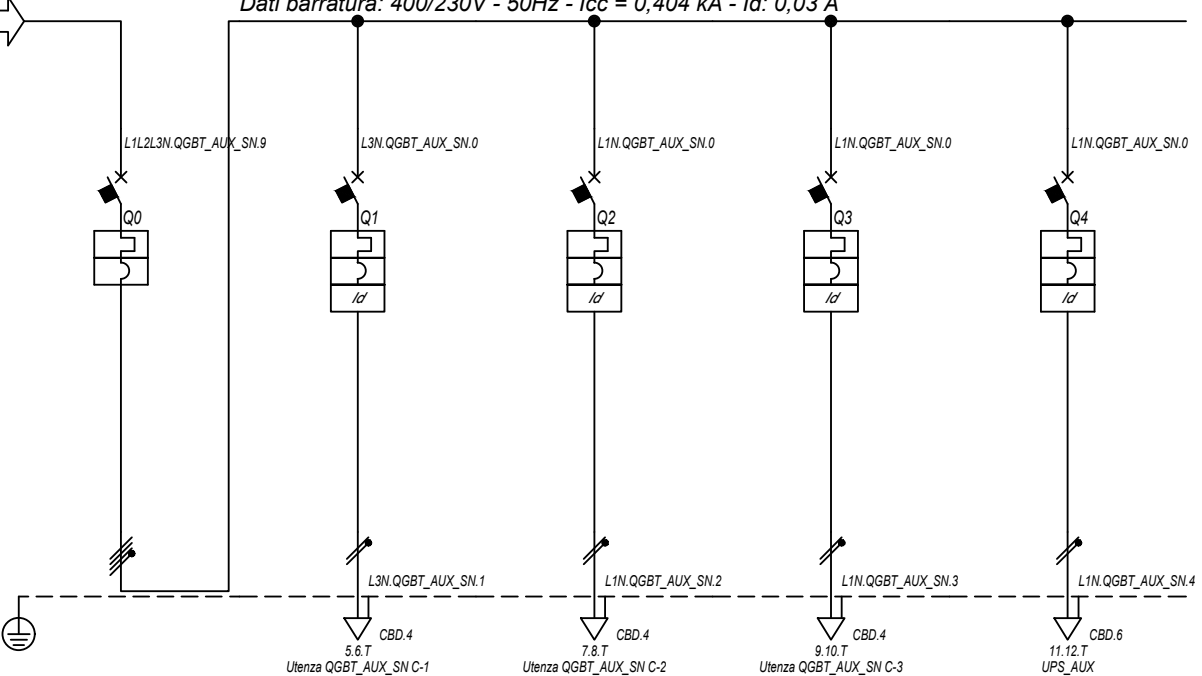 Dati barratura: 400/230V - 50Hz - Icc = 0,404 kA - Id: 0,03 A
L1L2L3N.QGBT_AUX_SN.9
L3N.QGBT_AUX_SN.0
L1N.QGBT_AUX_SN.0
L1N.QGBT_AUX_SN.0
L1N.QGBT_AUX_SN.0
Q0
Q1
Q2
Q3
Q4
Id
Id
Id
Id
L3N.QGBT_AUX_SN.1
L1N.QGBT_AUX_SN.2
L1N.QGBT_AUX_SN.3
L1N.QGBT_AUX_SN.4
CBD.4
CBD.4
CBD.4
CBD.6
5.6.T
Utenza QGBT_AUX_SN C-1
7.8.T
Utenza QGBT_AUX_SN C-2
9.10.T
Utenza QGBT_AUX_SN C-3
11.12.T
UPS_AUX